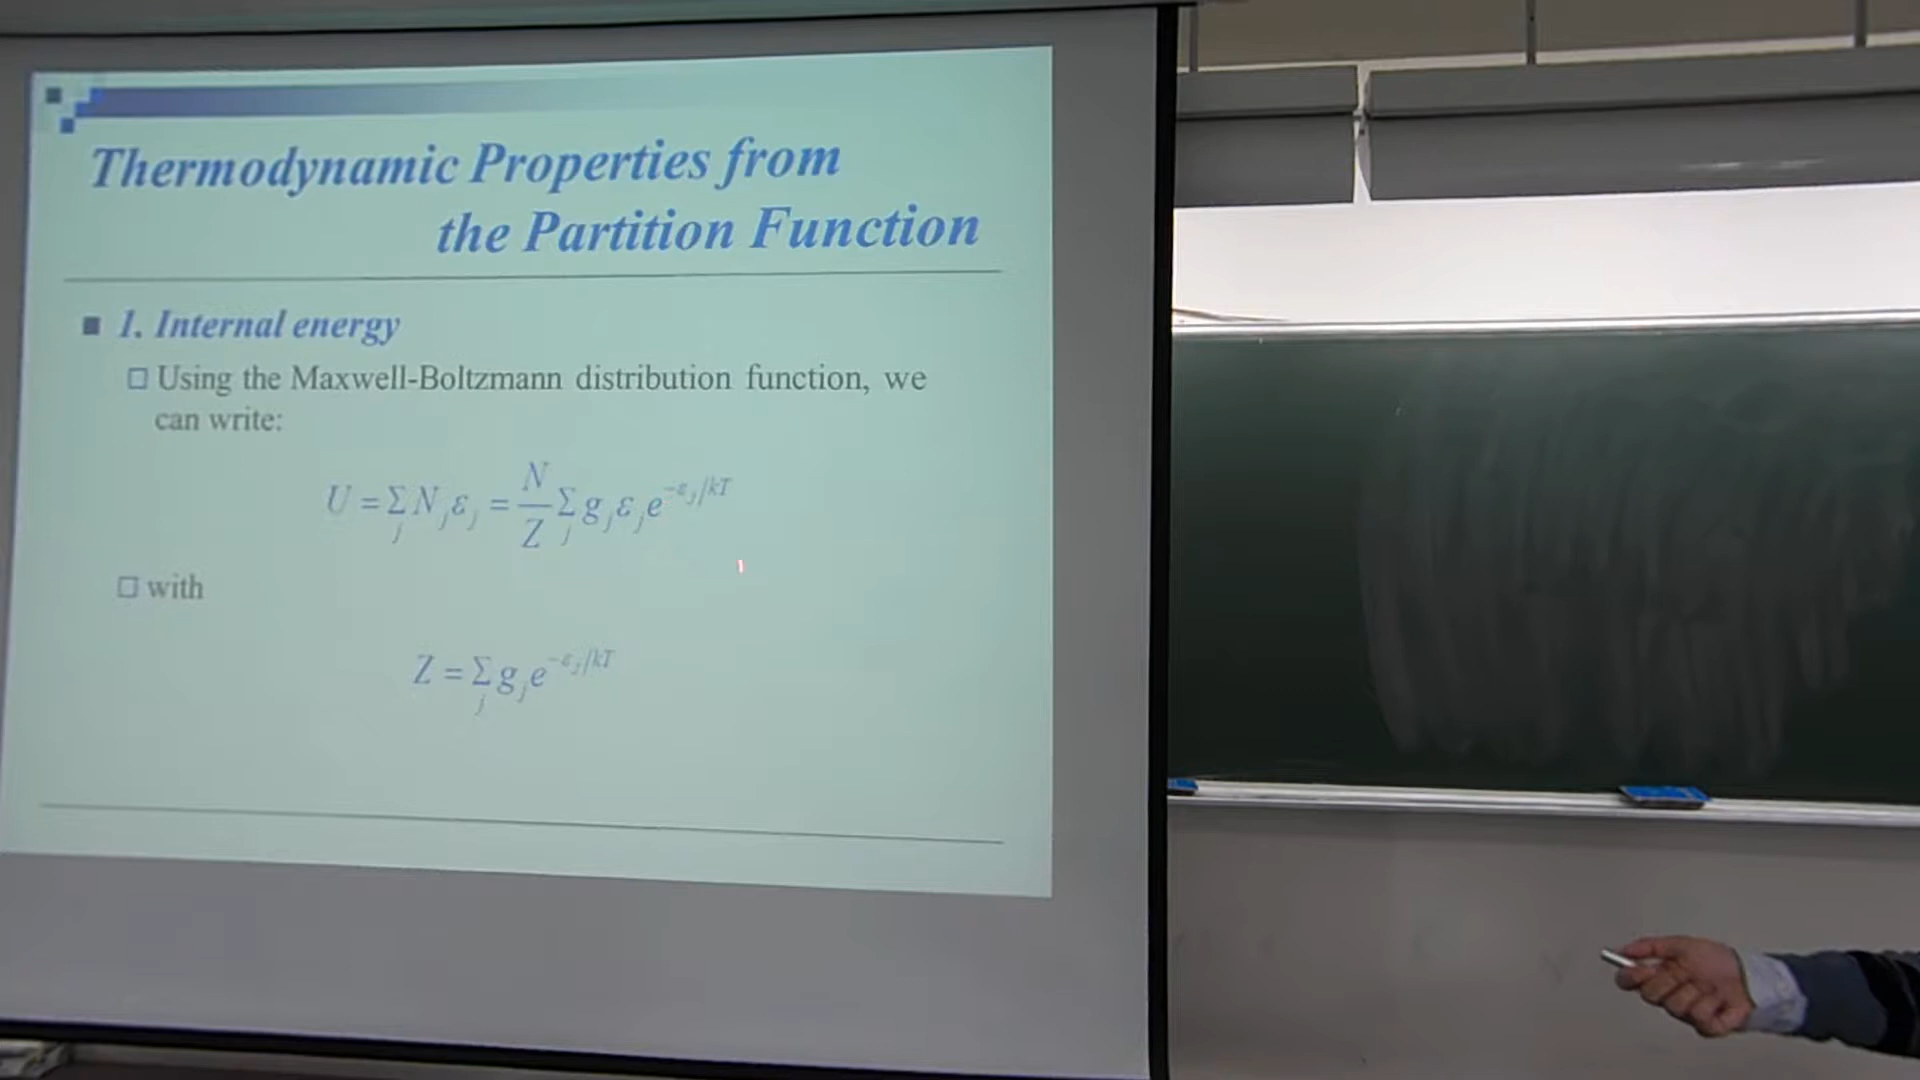 Thermodynamic Properties from
the Partition Function
1. Internal energy
Using the Maxwell-Boltzmann distribution function, we
can write:
U = Σ_j N_j ε_j = N/Z Σ_j g_j ε_j e^{-ε_j/kT}
with
Z = Σ_j g_j e^{-ε_j/kT}